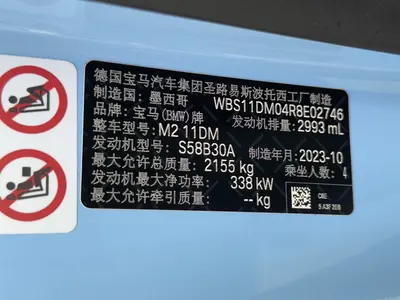 德国宝马汽车集团圣路易斯波托西工厂制造
制造国：墨西哥 WBS11DM04R8E02746
品牌：宝马(BMW)牌 发动机排量：2993 mL
整车型号：M2 11DM
发动机型号：S58B30A 制造年月：2023-10
最大允许总质量：2155 kg 乘坐人数：4
发动机最大净功率：338 kW
最大允许牵引质量：-- kg